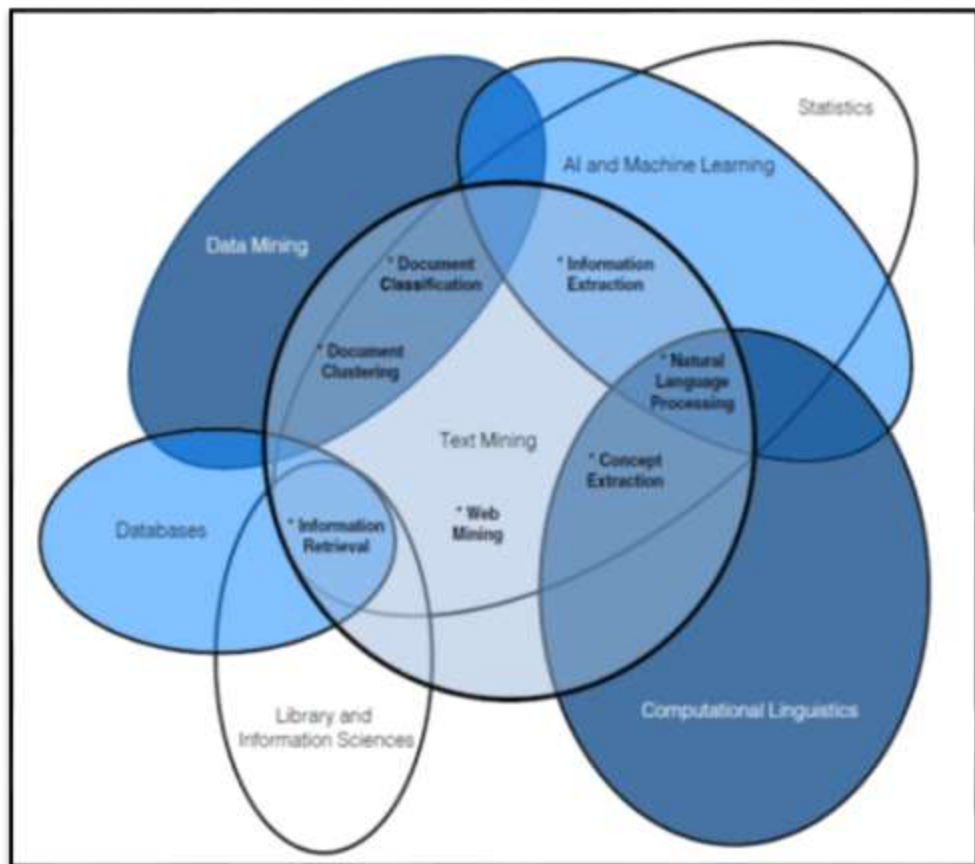 Statistics
AI and Machine Learning
Data Mining
* Document
Classification
* Information
Extraction
* Document
Clustering
* Natural
Language
Processing
Text Mining
* Concept
Extraction
Databases
* Information
Retrieval
* Web
Mining
Library and
Information Sciences
Computational Linguistics